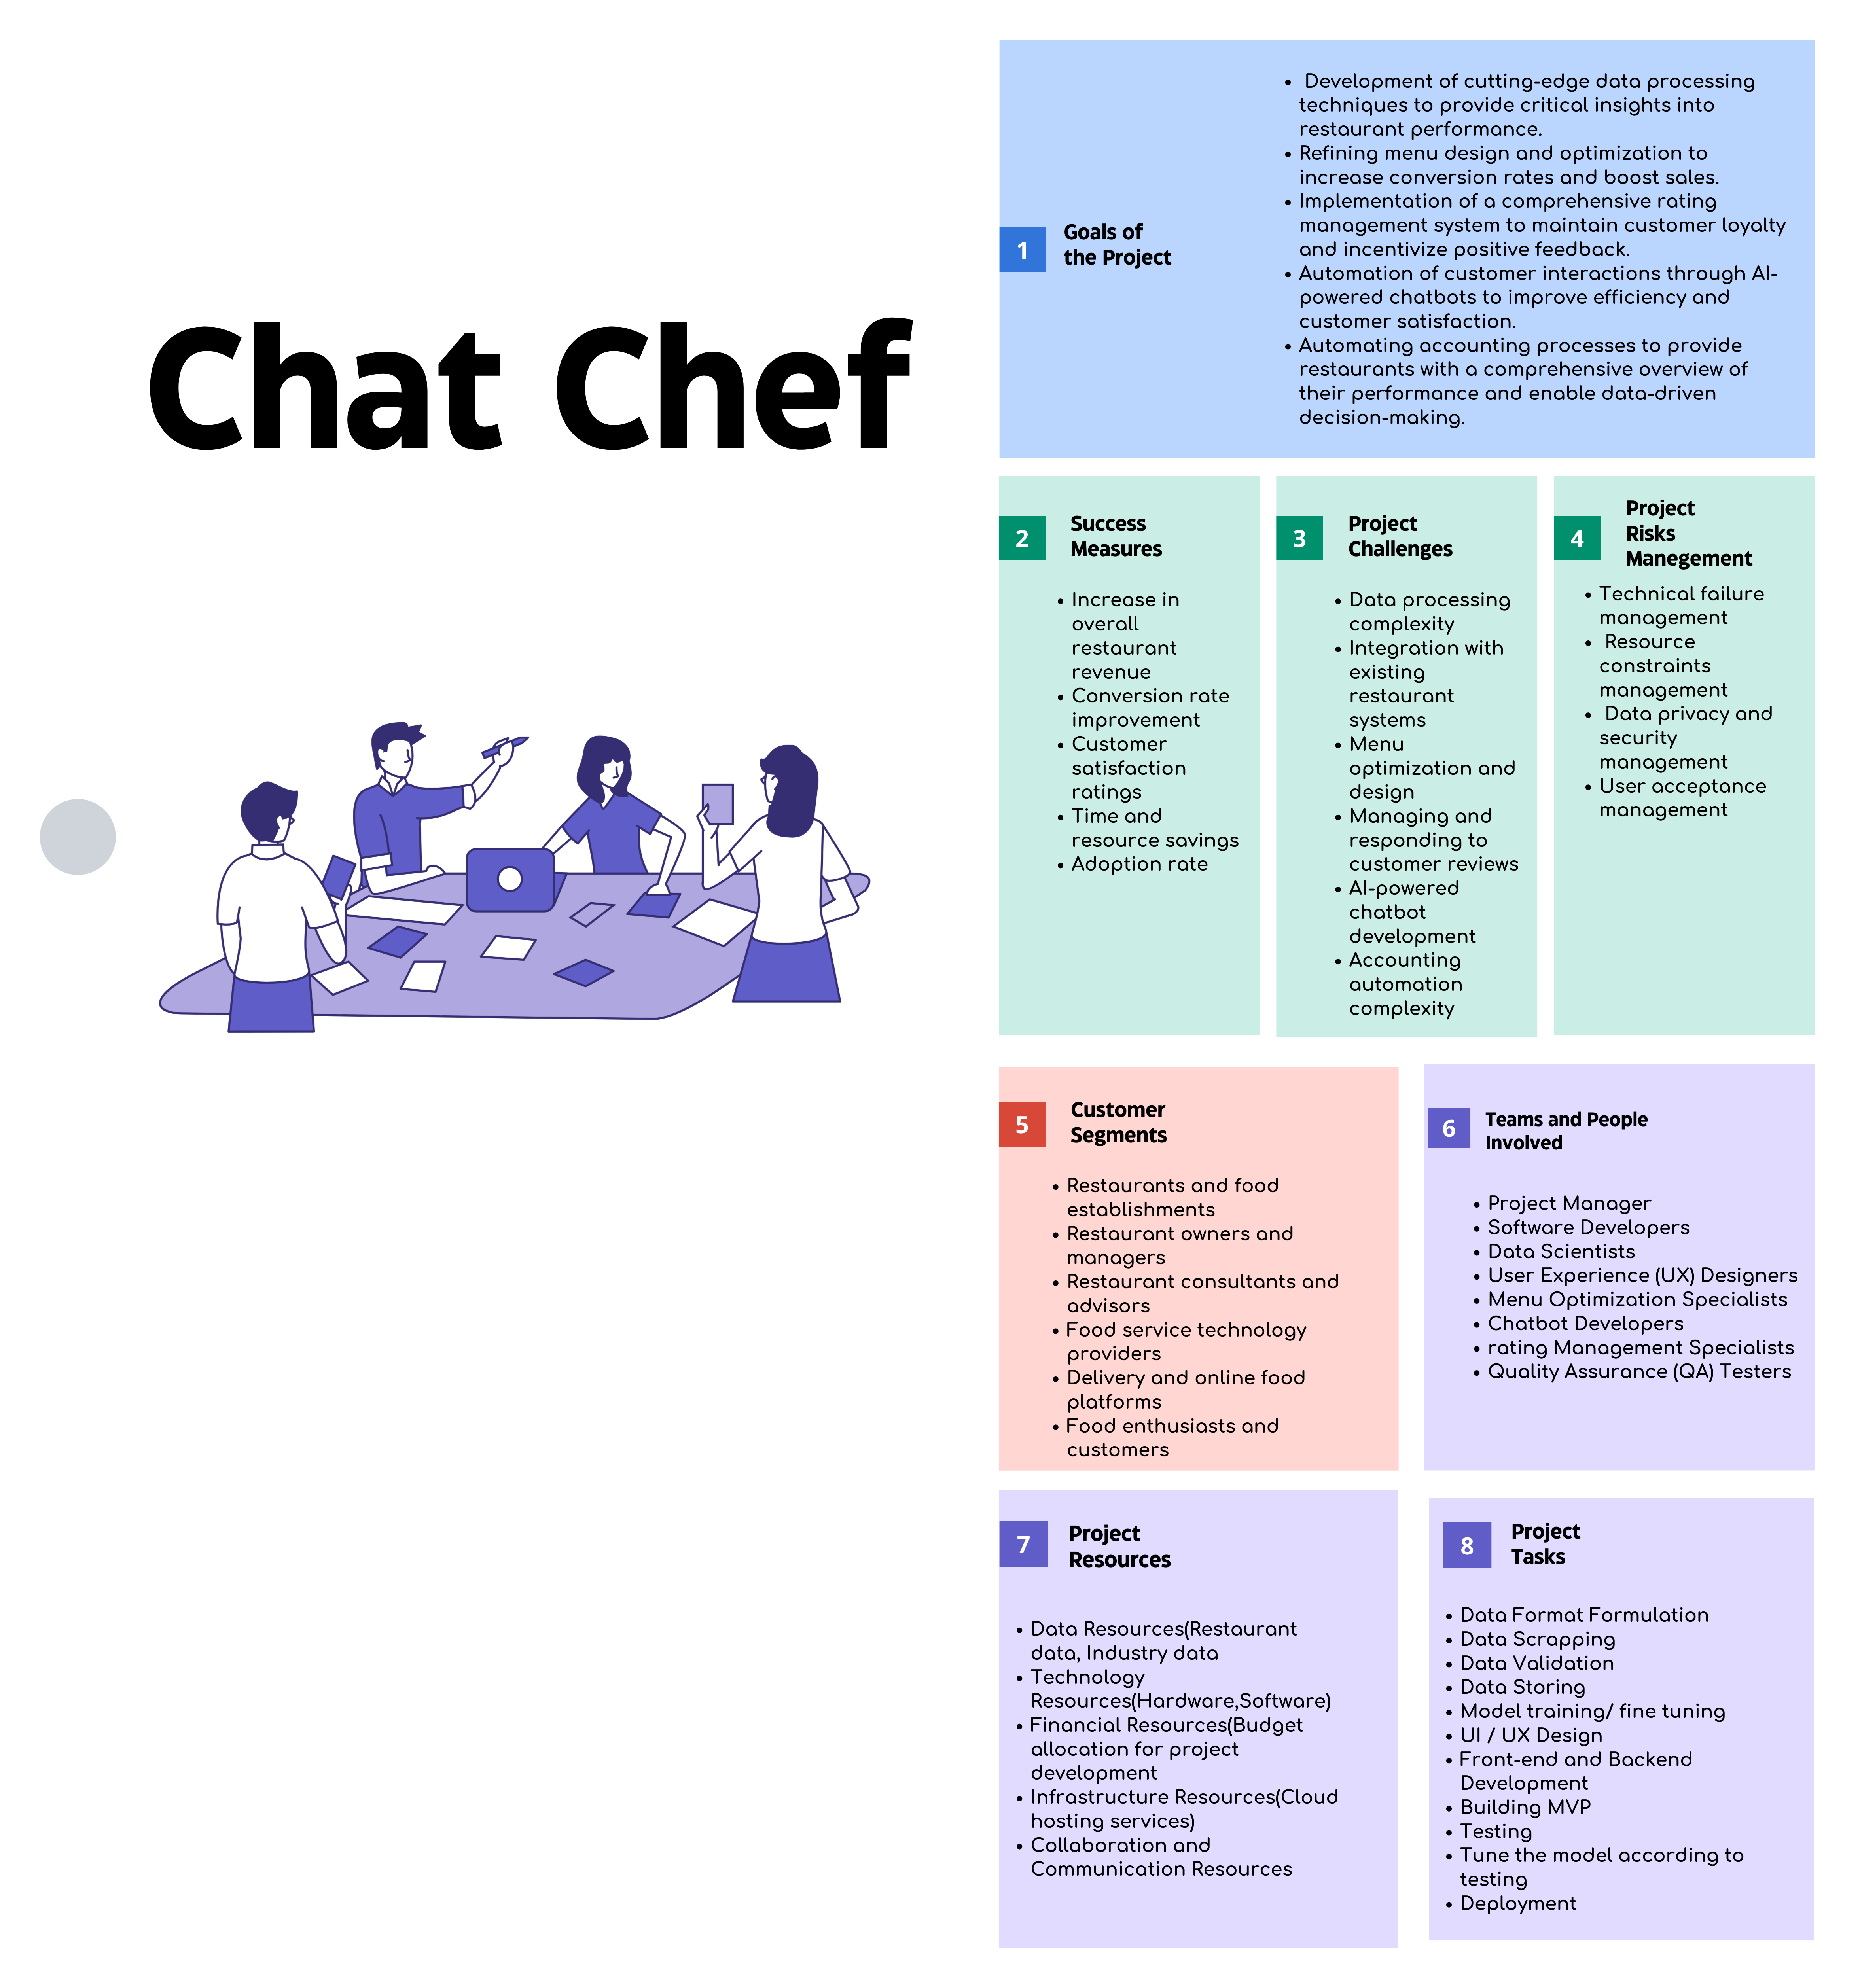 Chat Chef
1
Goals of
the Project
• Development of cutting-edge data processing
techniques to provide critical insights into
restaurant performance.
• Refining menu design and optimization to
increase conversion rates and boost sales.
• Implementation of a comprehensive rating
management system to maintain customer loyalty
and incentivize positive feedback.
• Automation of customer interactions through AI-
powered chatbots to improve efficiency and
customer satisfaction.
• Automating accounting processes to provide
restaurants with a comprehensive overview of
their performance and enable data-driven
decision-making.
2
Success
Measures
• Increase in
overall
restaurant
revenue
• Conversion rate
improvement
• Customer
satisfaction
ratings
• Time and
resource savings
• Adoption rate
3
Project
Challenges
• Data processing
complexity
• Integration with
existing
restaurant
systems
• Menu
optimization and
design
• Managing and
responding to
customer reviews
• AI-powered
chatbot
development
• Accounting
automation
complexity
4
Project
Risks
Manegement
• Technical failure
management
• Resource
constraints
management
• Data privacy and
security
management
• User acceptance
management
5
Customer
Segments
• Restaurants and food
establishments
• Restaurant owners and
managers
• Restaurant consultants and
advisors
• Food service technology
providers
• Delivery and online food
platforms
• Food enthusiasts and
customers
6
Teams and People
Involved
• Project Manager
• Software Developers
• Data Scientists
• User Experience (UX) Designers
• Menu Optimization Specialists
• Chatbot Developers
• rating Management Specialists
• Quality Assurance (QA) Testers
7
Project
Resources
• Data Resources(Restaurant
data, Industry data
• Technology
Resources(Hardware,Software)
• Financial Resources(Budget
allocation for project
development
• Infrastructure Resources(Cloud
hosting services)
• Collaboration and
Communication Resources
8
Project
Tasks
• Data Format Formulation
• Data Scrapping
• Data Validation
• Data Storing
• Model training/ fine tuning
• UI / UX Design
• Front-end and Backend
Development
• Building MVP
• Testing
• Tune the model according to
testing
• Deployment